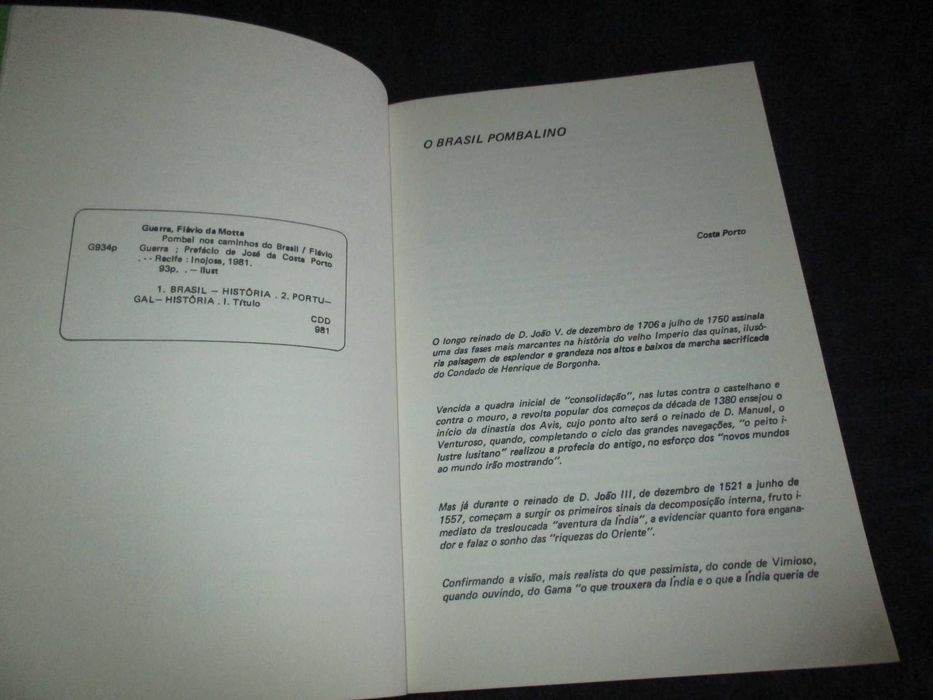 Guerra, Flávio da Motta
Pombal nos caminhos do Brasil / Flávio
G934p Guerra ; Prefácio de José da Costa Porto
. -- Recife : Inojosa, 1981.
93p. . — Ilust
1. BRASIL — HISTÓRIA . 2. PORTU-
GAL— HISTÓRIA . I. Título
CDD
981
O BRASIL POMBALINO
Costa Porto
O longo reinado de D. João V. de dezembro de 1706 a julho de 1750 assinala
uma das fases mais marcantes na história do velho Imperio das quinas, ilusó-
ria paisagem de esplendor e grandeza nos altos e baixos da marcha sacrificada
do Condado de Henrique de Borgonha.
Vencida a quadra inicial de "consolidação", nas lutas contra o castelhano e
contra o mouro, a revolta popular dos começos da década de 1380 ensejou o
início da dinastia dos Avis, cujo ponto alto será o reinado de D. Manuel, o
Venturoso, quando, completando o ciclo das grandes navegações, "o peito i-
lustre lusitano" realizou a profecia do antigo, no esforço dos "novos mundos
ao mundo irão mostrando".
Mas já durante o reinado de D. João III, de dezembro de 1521 a junho de
1557, começam a surgir os primeiros sinais da decomposição interna, fruto i-
mediato da tresloucada "aventura da Índia", a evidenciar quanto fora engana-
dor e falaz o sonho das "riquezas do Oriente".
Confirmando a visão, mais realista do que pessimista, do conde de Vimioso,
quando ouvindo, do Gama "o que trouxera da Índia e o que a Índia queria de